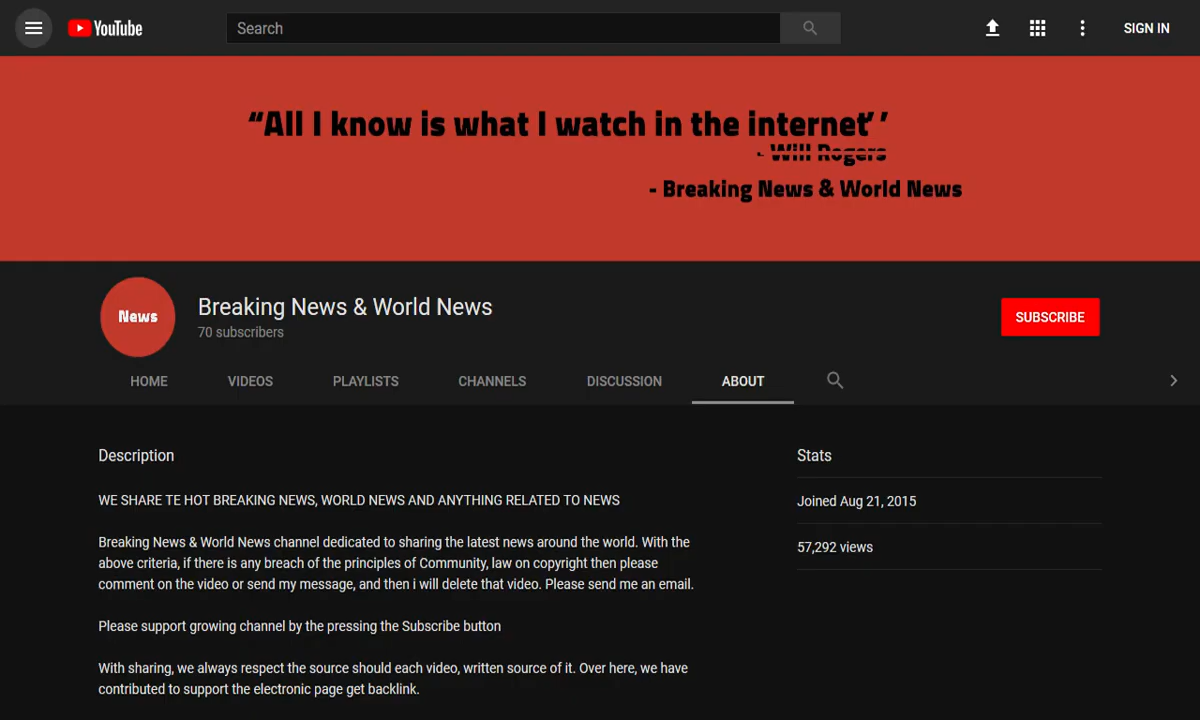 YouTube
Search
SIGN IN
“All I know is what I watch in the internet’’
- Will Rogers
- Breaking News & World News
News
Breaking News & World News
70 subscribers
SUBSCRIBE
HOME VIDEOS PLAYLISTS CHANNELS DISCUSSION ABOUT
Description
WE SHARE TE HOT BREAKING NEWS, WORLD NEWS AND ANYTHING RELATED TO NEWS
Breaking News & World News channel dedicated to sharing the latest news around the world. With the
above criteria, if there is any breach of the principles of Community, law on copyright then please
comment on the video or send my message, and then i will delete that video. Please send me an email.
Please support growing channel by the pressing the Subscribe button
With sharing, we always respect the source should each video, written source of it. Over here, we have
contributed to support the electronic page get backlink.
Stats
Joined Aug 21, 2015
57,292 views